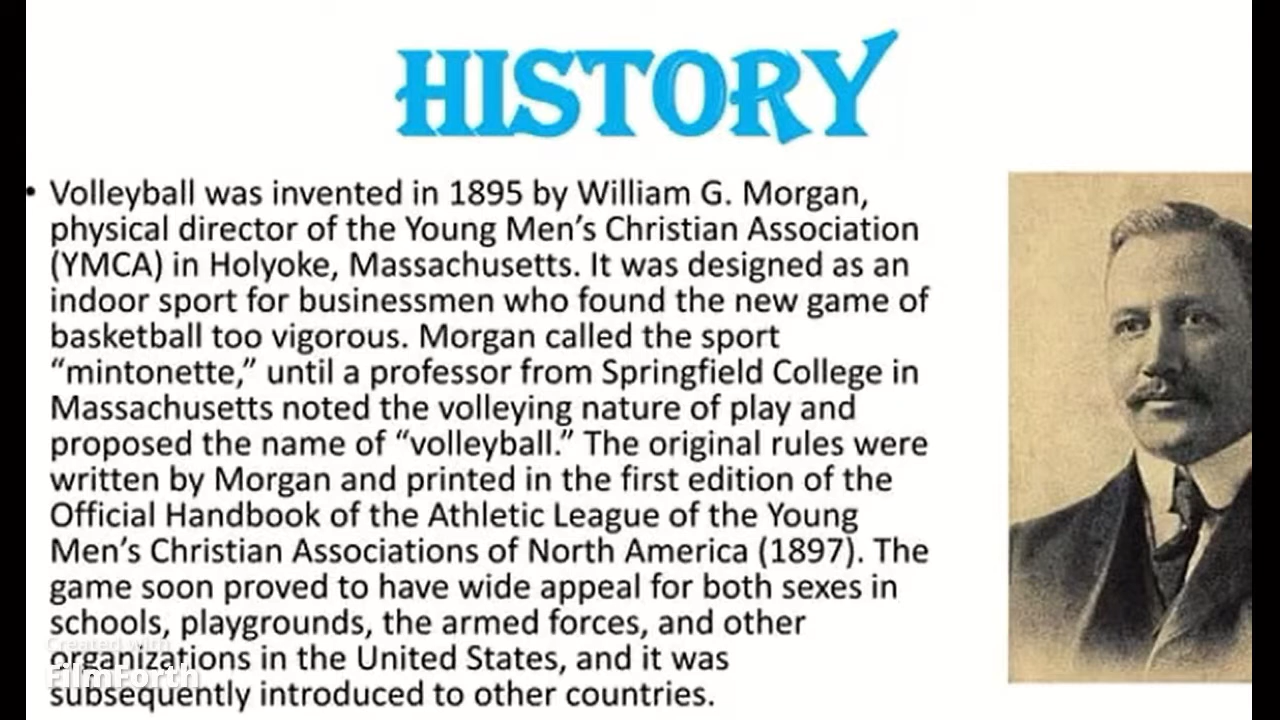 HISTORY
• Volleyball was invented in 1895 by William G. Morgan,
physical director of the Young Men’s Christian Association
(YMCA) in Holyoke, Massachusetts. It was designed as an
indoor sport for businessmen who found the new game of
basketball too vigorous. Morgan called the sport
“mintonette,” until a professor from Springfield College in
Massachusetts noted the volleying nature of play and
proposed the name of “volleyball.” The original rules were
written by Morgan and printed in the first edition of the
Official Handbook of the Athletic League of the Young
Men’s Christian Associations of North America (1897). The
game soon proved to have wide appeal for both sexes in
schools, playgrounds, the armed forces, and other
organizations in the United States, and it was
subsequently introduced to other countries.
Created with
FilmForth